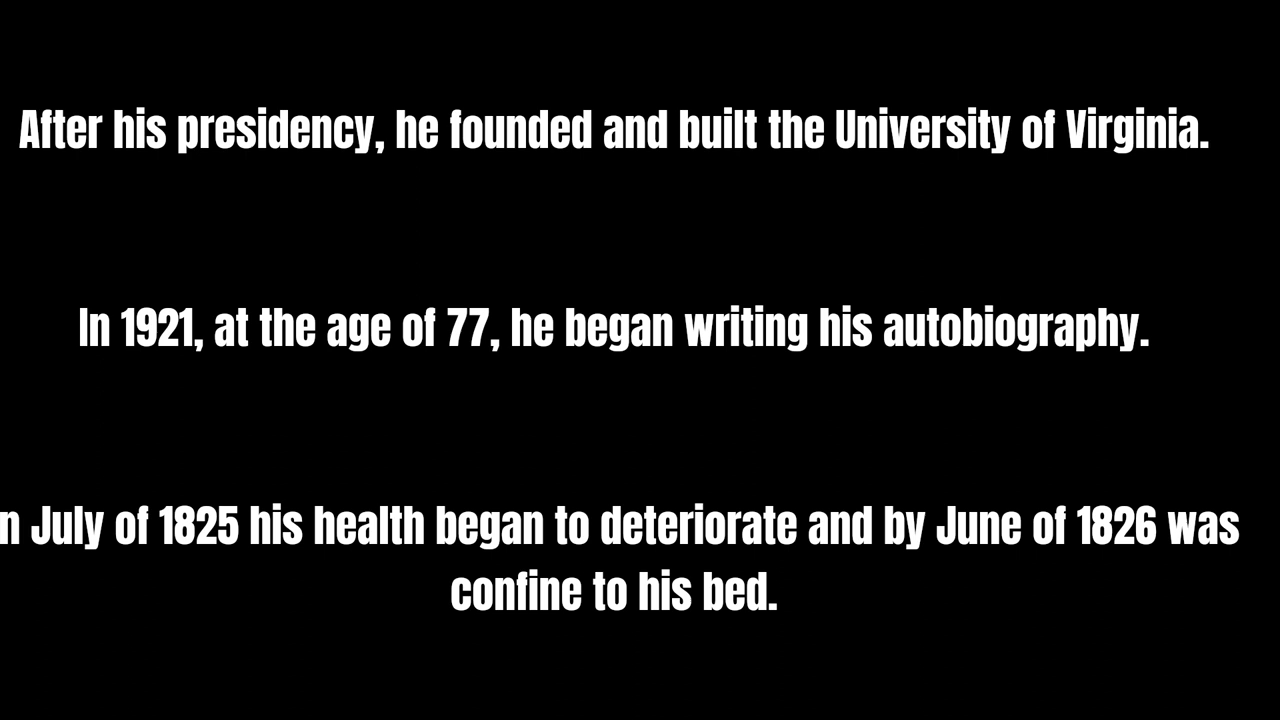 After his presidency, he founded and built the University of Virginia.
In 1921, at the age of 77, he began writing his autobiography.
n July of 1825 his health began to deteriorate and by June of 1826 was
confine to his bed.